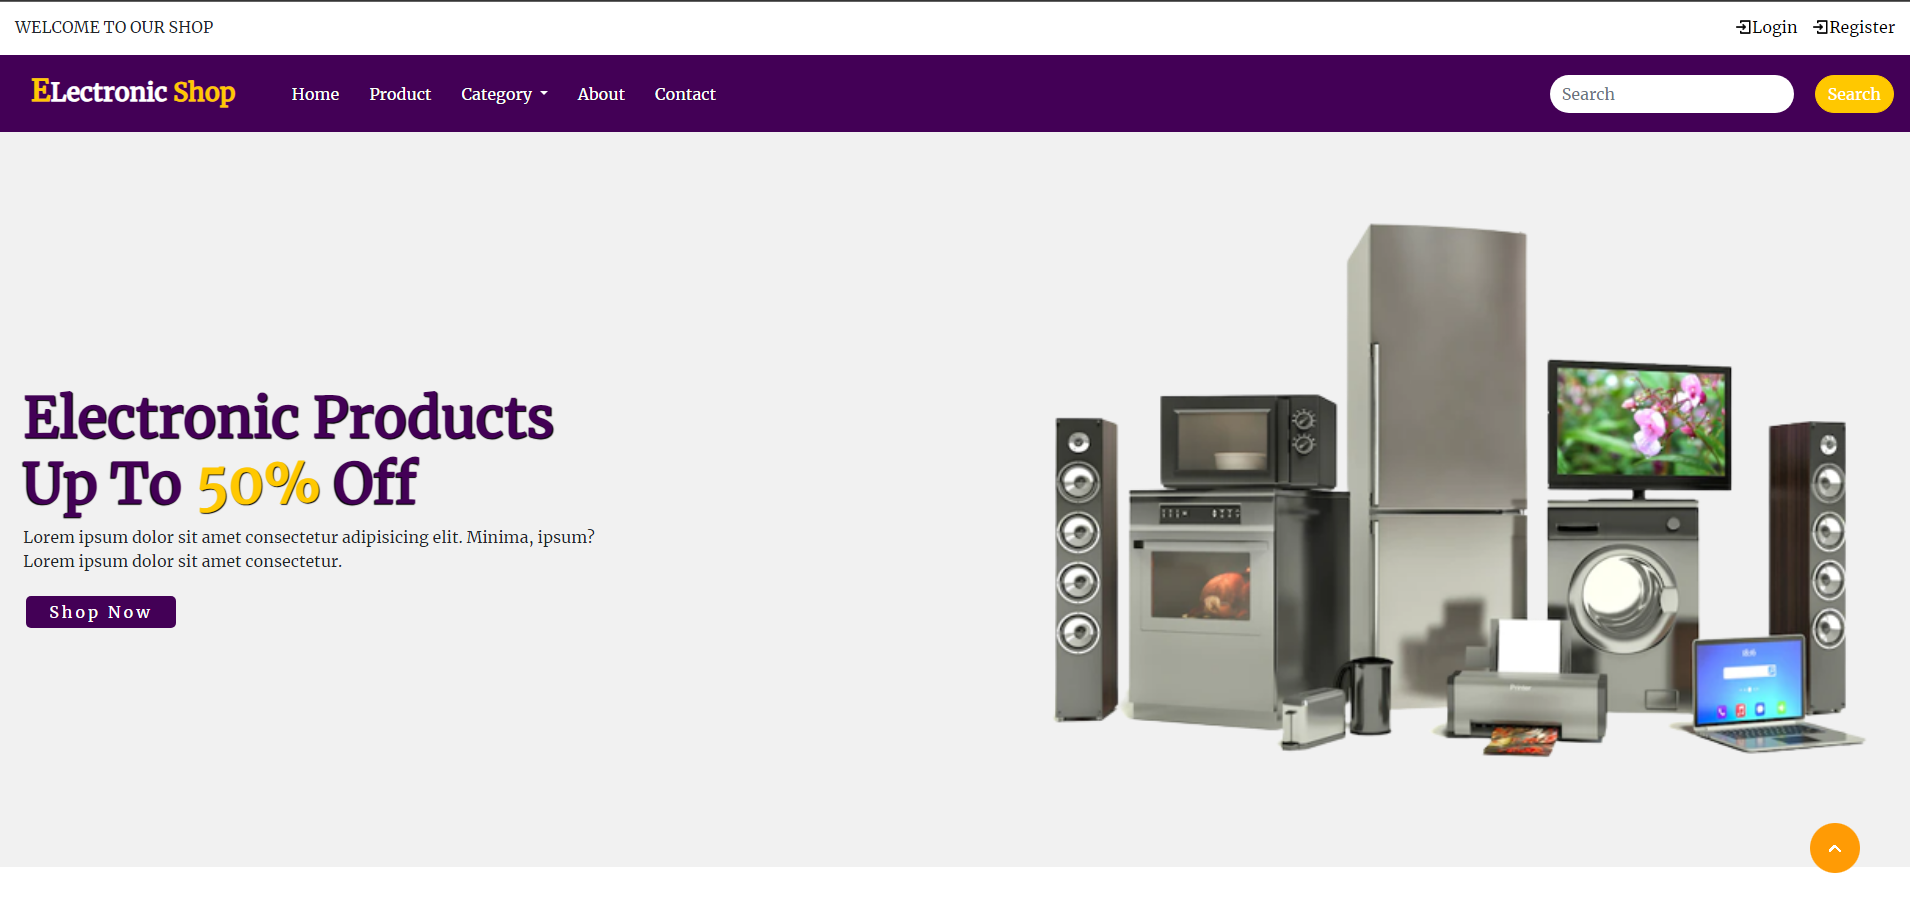 WELCOME TO OUR SHOP
Login Register
ELectronic Shop Home Product Category About Contact Search Search
Electronic Products
Up To 50% Off
Lorem ipsum dolor sit amet consectetur adipisicing elit. Minima, ipsum?
Lorem ipsum dolor sit amet consectetur.
Shop Now
Printer